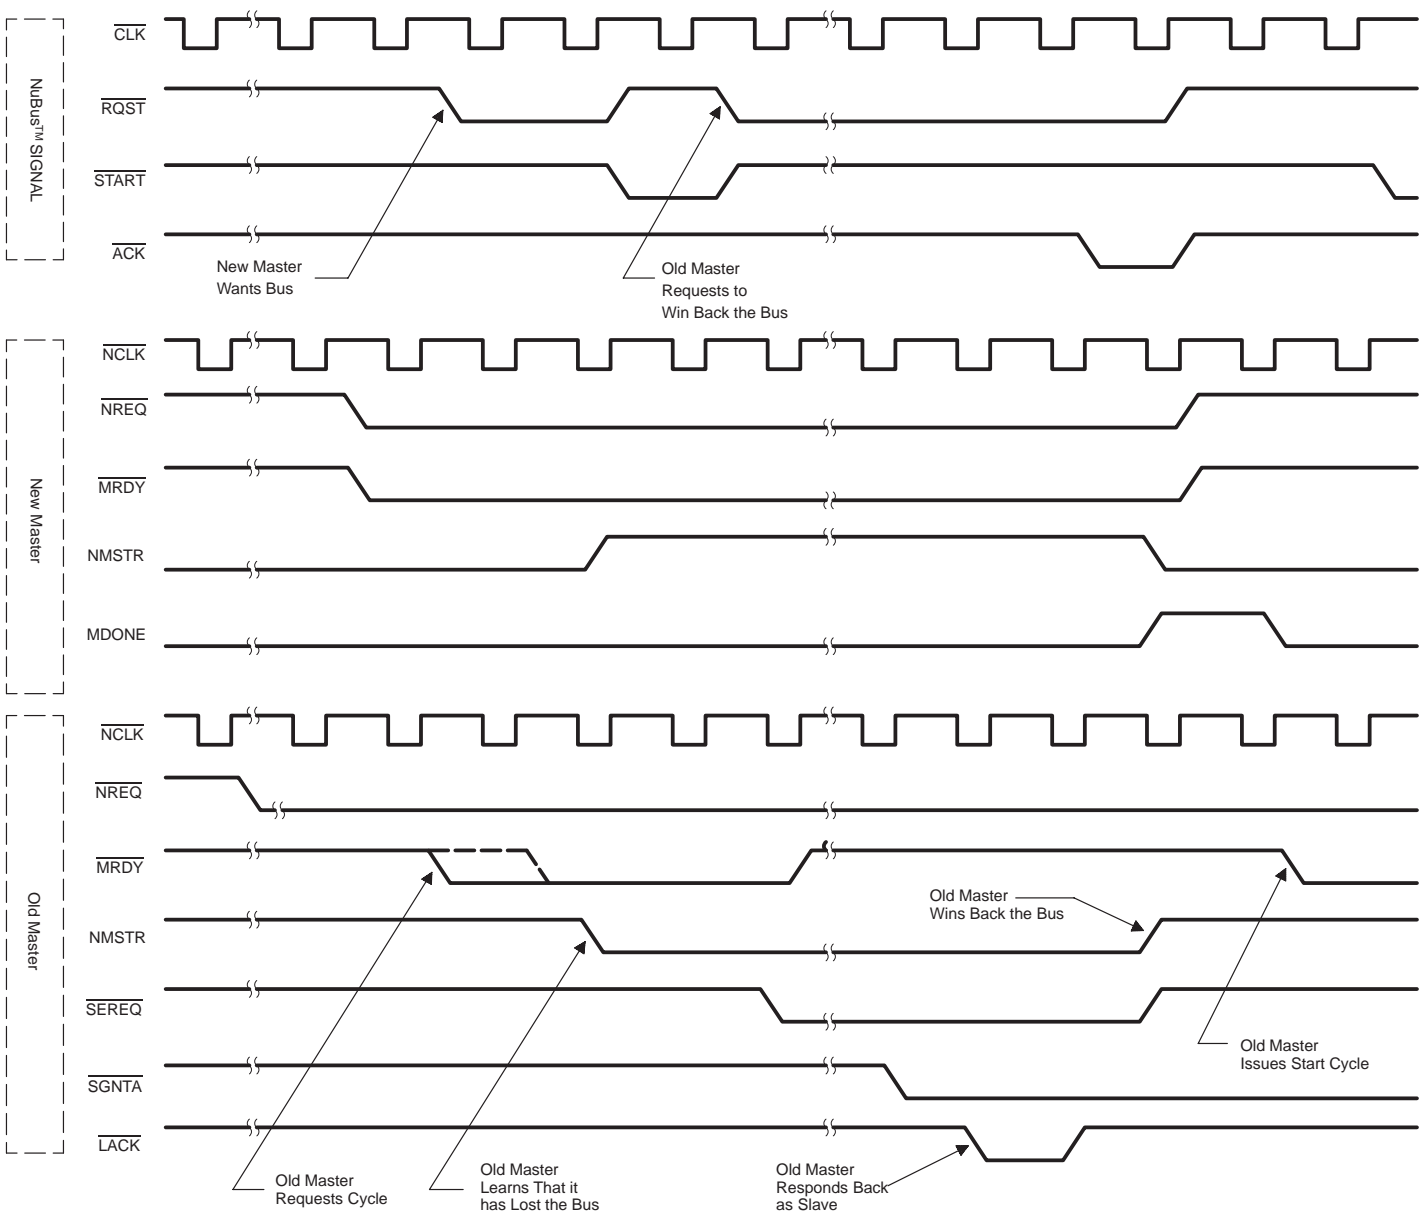 NuBus™ SIGNAL
CLK
RQST
START
ACK
New Master
Wants Bus
Old Master
Requests to
Win Back the Bus
New Master
NCLK
NREQ
MRDY
NMSTR
MDONE
Old Master
NCLK
NREQ
MRDY
NMSTR
SEREQ
SGNTA
LACK
Old Master
Wins Back the Bus
Old Master
Issues Start Cycle
Old Master
Requests Cycle
Old Master
Learns That it
has Lost the Bus
Old Master
Responds Back
as Slave